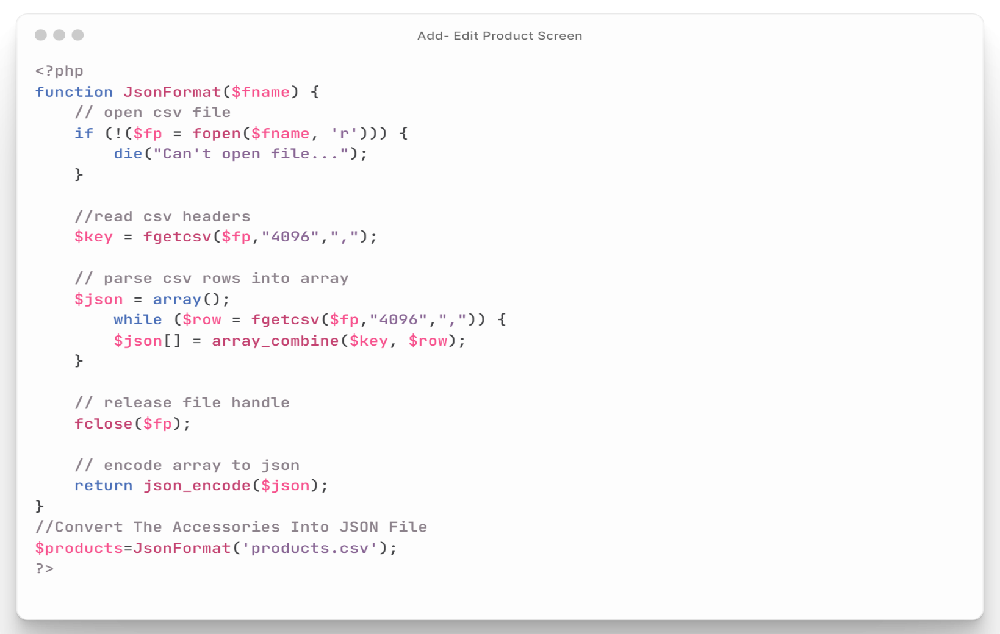 Add- Edit Product Screen
<?php
function JsonFormat($fname) {
    // open csv file
    if (!($fp = fopen($fname, 'r'))) {
        die("Can't open file...");
    }

    //read csv headers
    $key = fgetcsv($fp,"4096",",");

    // parse csv rows into array
    $json = array();
        while ($row = fgetcsv($fp,"4096",",")) {
        $json[] = array_combine($key, $row);
    }

    // release file handle
    fclose($fp);

    // encode array to json
    return json_encode($json);
}
//Convert The Accessories Into JSON File
$products=JsonFormat('products.csv');
?>